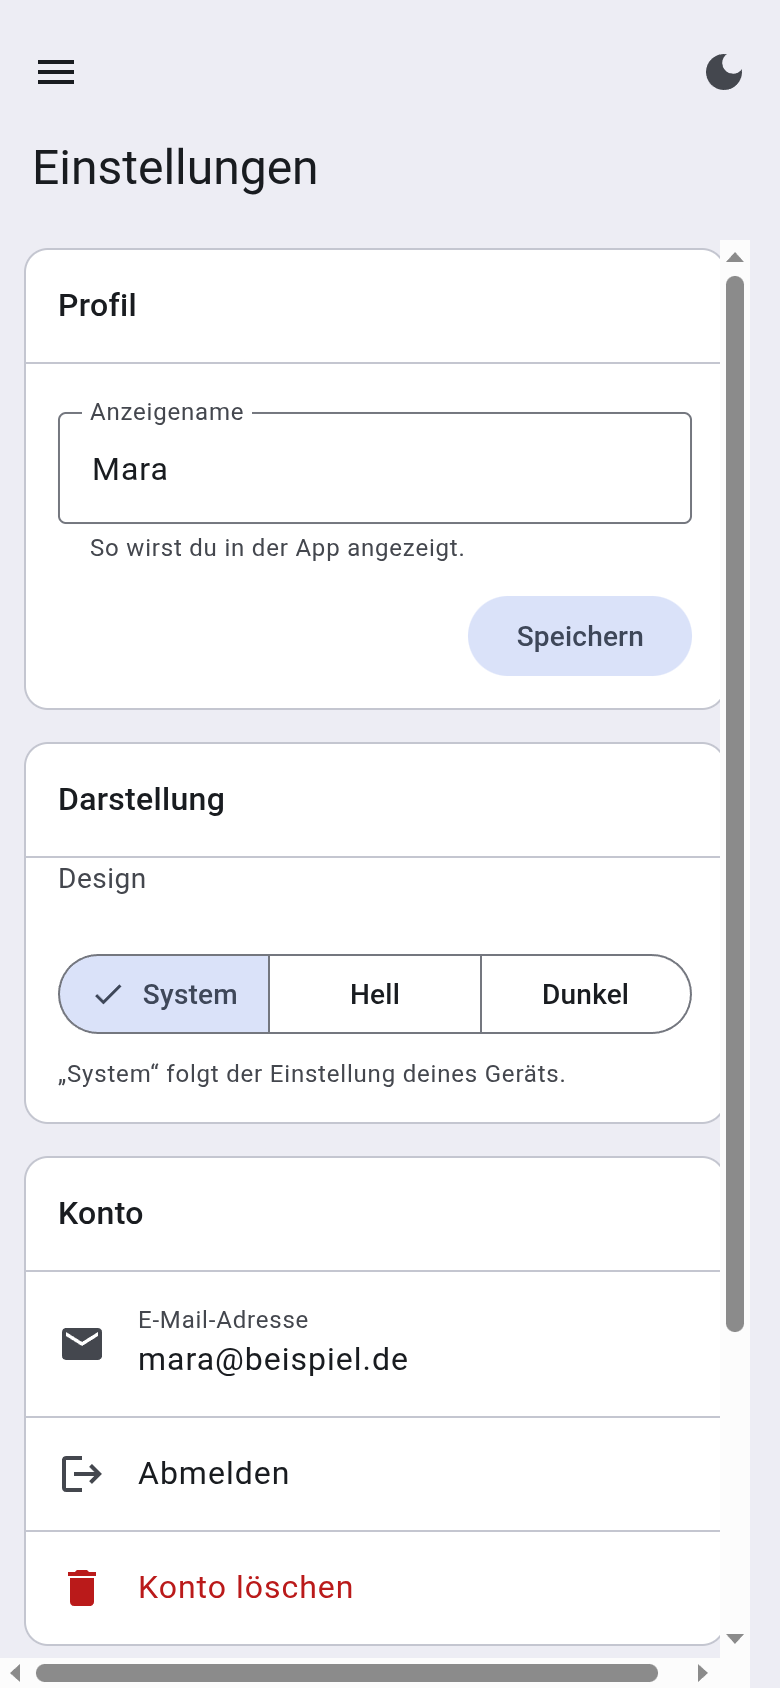 Einstellungen
Profil
Anzeigename
Mara
So wirst du in der App angezeigt.
Speichern
Darstellung
Design
System Hell Dunkel
„System“ folgt der Einstellung deines Geräts.
Konto
E-Mail-Adresse
mara@beispiel.de
Abmelden
Konto löschen